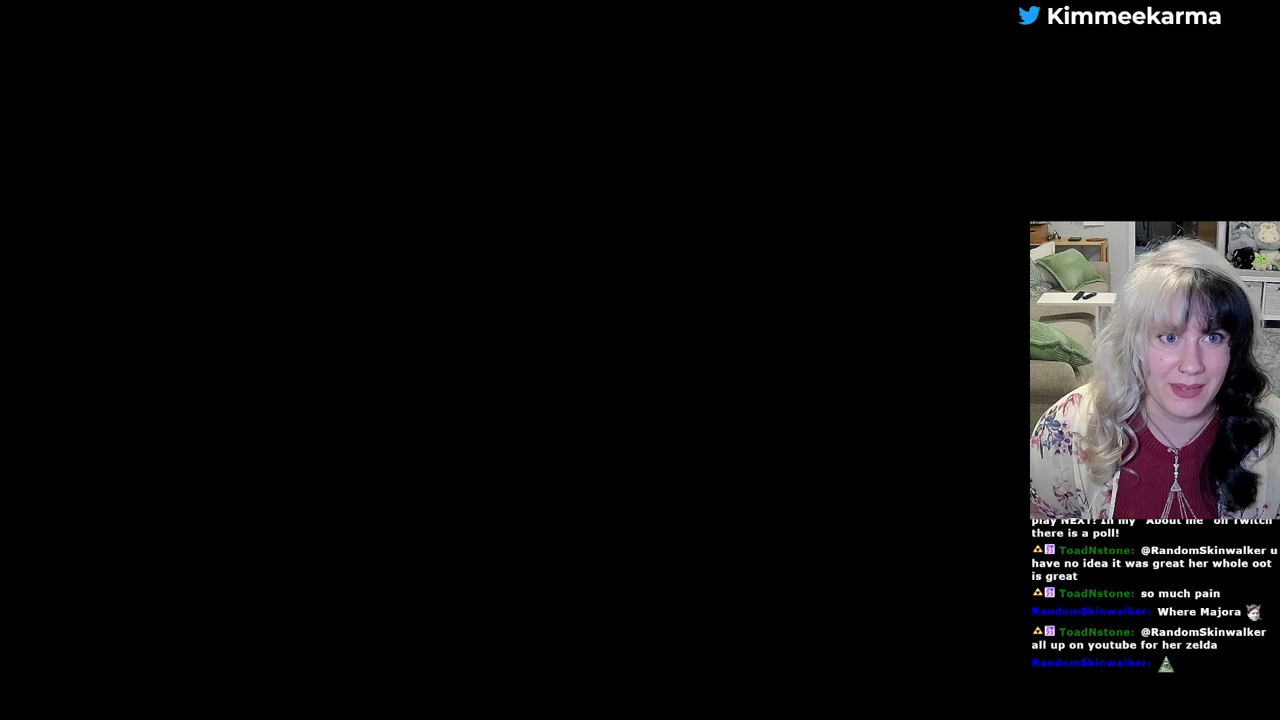 Kimmeekarma
play NEXT! In my "About me" on Twitch
there is a poll!
ToadNstone: @RandomSkinwalker u
have no idea it was great her whole oot
is great
ToadNstone: so much pain
RandomSkinwalker: Where Majora
ToadNstone: @RandomSkinwalker
all up on youtube for her zelda
RandomSkinwalker: